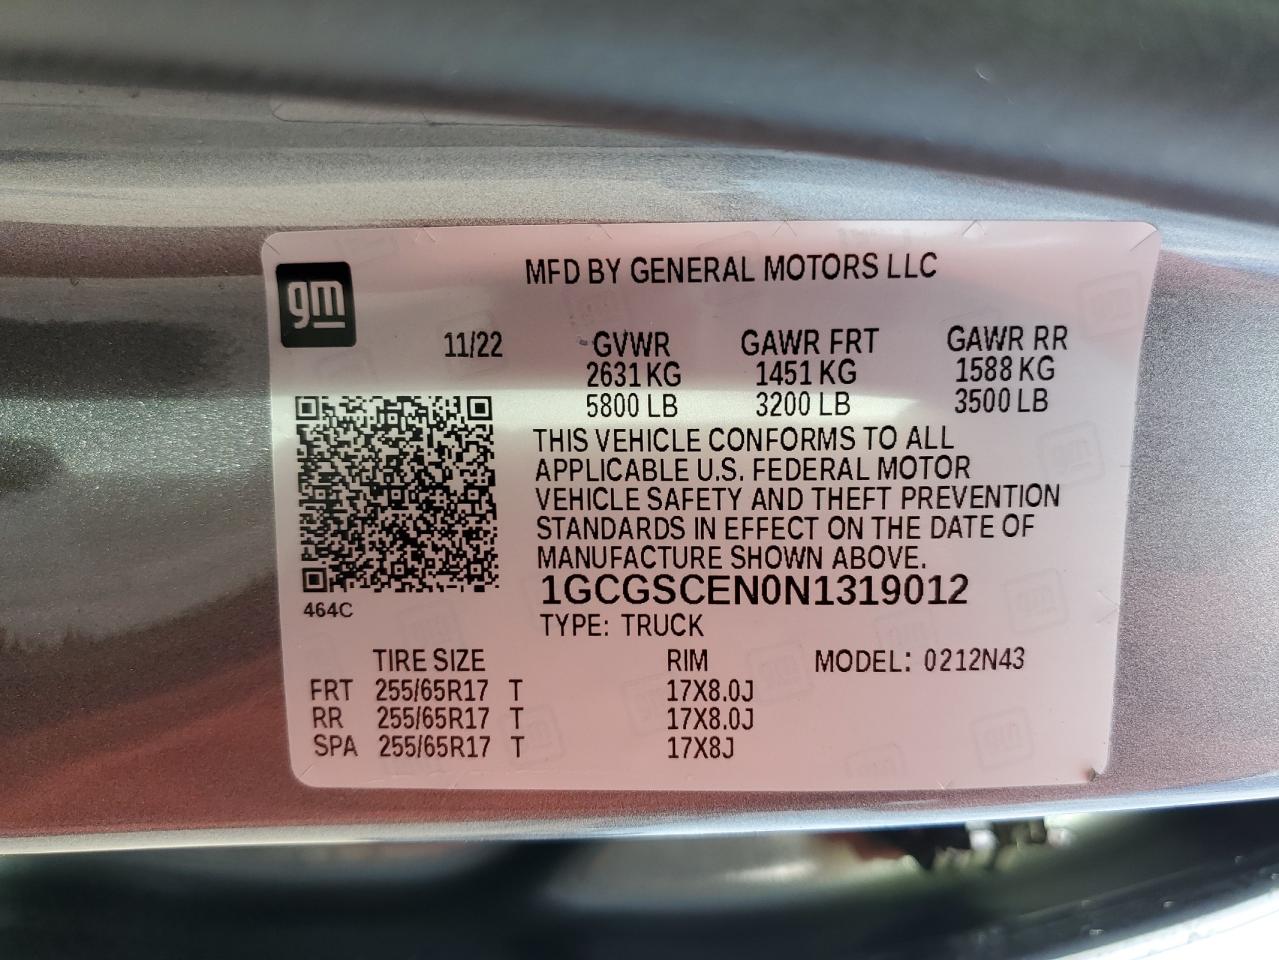 MFD BY GENERAL MOTORS LLC
gm
11/22 GVWR GAWR FRT GAWR RR
2631 KG 1451 KG 1588 KG
5800 LB 3200 LB 3500 LB
THIS VEHICLE CONFORMS TO ALL
APPLICABLE U.S. FEDERAL MOTOR
VEHICLE SAFETY AND THEFT PREVENTION
STANDARDS IN EFFECT ON THE DATE OF
MANUFACTURE SHOWN ABOVE.
1GCGSCEN0N1319012
464C
TYPE: TRUCK
TIRE SIZE RIM MODEL: 0212N43
FRT 255/65R17 T 17X8.0J
RR 255/65R17 T 17X8.0J
SPA 255/65R17 T 17X8J